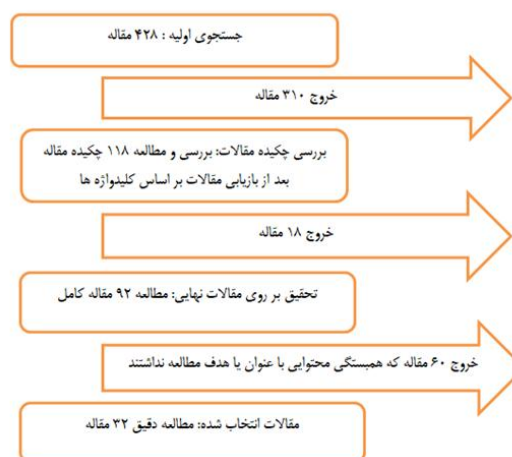 جستجوی اولیه : ۴۲۸ مقاله
خروج ۳۱۰ مقاله
بررسی چکیده مقالات: بررسی و مطالعه ۱۱۸ چکیده مقاله
بعد از بازیابی مقالات بر اساس کلیدواژه ها
خروج ۱۸ مقاله
تحقیق بر روی مقالات نهایی: مطالعه ۹۲ مقاله کامل
خروج ۶۰ مقاله که همبستگی محتوایی با عنوان یا هدف مطالعه نداشتند
مقالات انتخاب شده: مطالعه دقیق ۳۲ مقاله